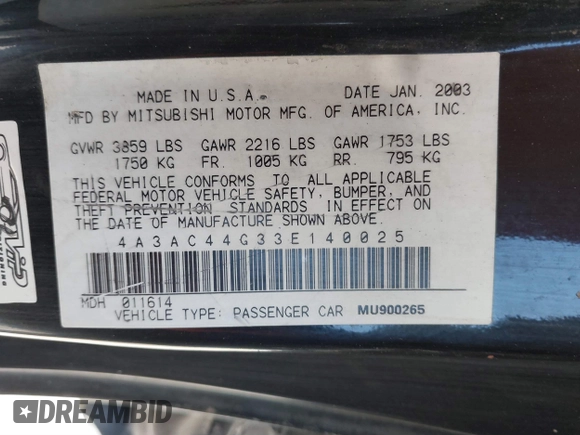 MADE IN U.S.A. DATE JAN. 2003
MFD BY MITSUBISHI MOTOR MFG. OF AMERICA, INC.
GVWR 3859 LBS GAWR 2216 LBS GAWR 1753 LBS
1750 KG FR. 1005 KG RR. 795 KG
THIS VEHICLE CONFORMS TO ALL APPLICABLE
FEDERAL MOTOR VEHICLE SAFETY, BUMPER, AND
THEFT PREVENTION STANDARDS IN EFFECT ON
THE DATE OF MANUFACTURE SHOWN ABOVE.
4A3AC44G33E140025
MDH 011614
VEHICLE TYPE: PASSENGER CAR MU900265
DREAMBID